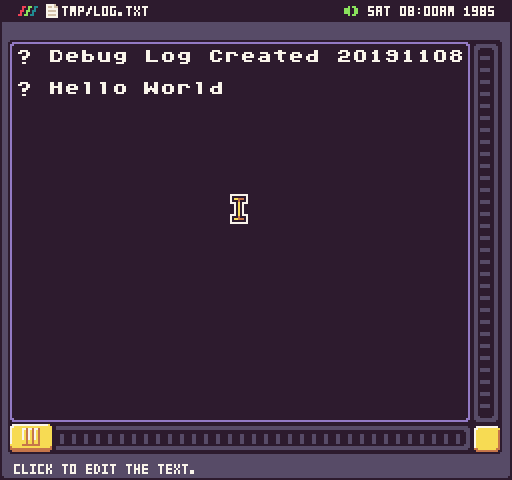 TMP/LOG.TXT SAT 08:00AM 1985
? Debug Log Created 20191108
? Hello World
CLICK TO EDIT THE TEXT.